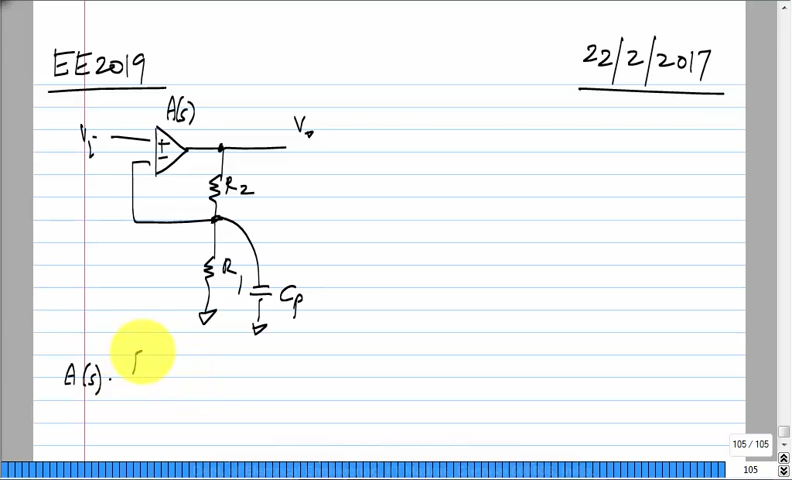 EE2019
22/2/2017
A(s)
Vi
Vo
+
-
R2
R1
Cp
A(s).
105 / 105
105